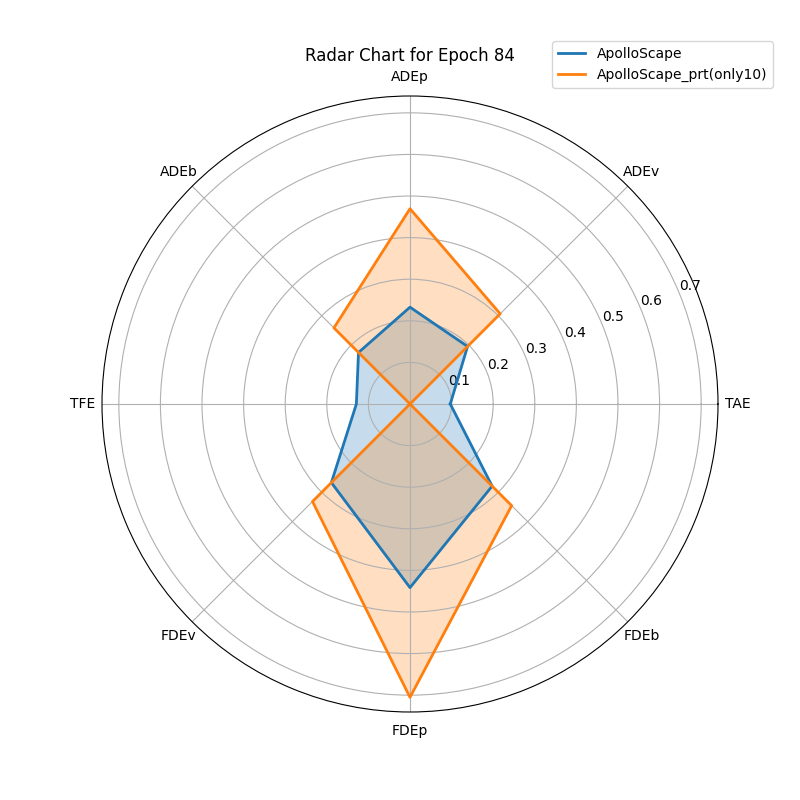 Radar Chart for Epoch 84
ApolloScape
ApolloScape_prt(only10)
ADEp
ADEb
ADEv
0.7
0.6
0.5
0.4
0.3
0.2
0.1
TFE
TAE
FDEv
FDEb
FDEp